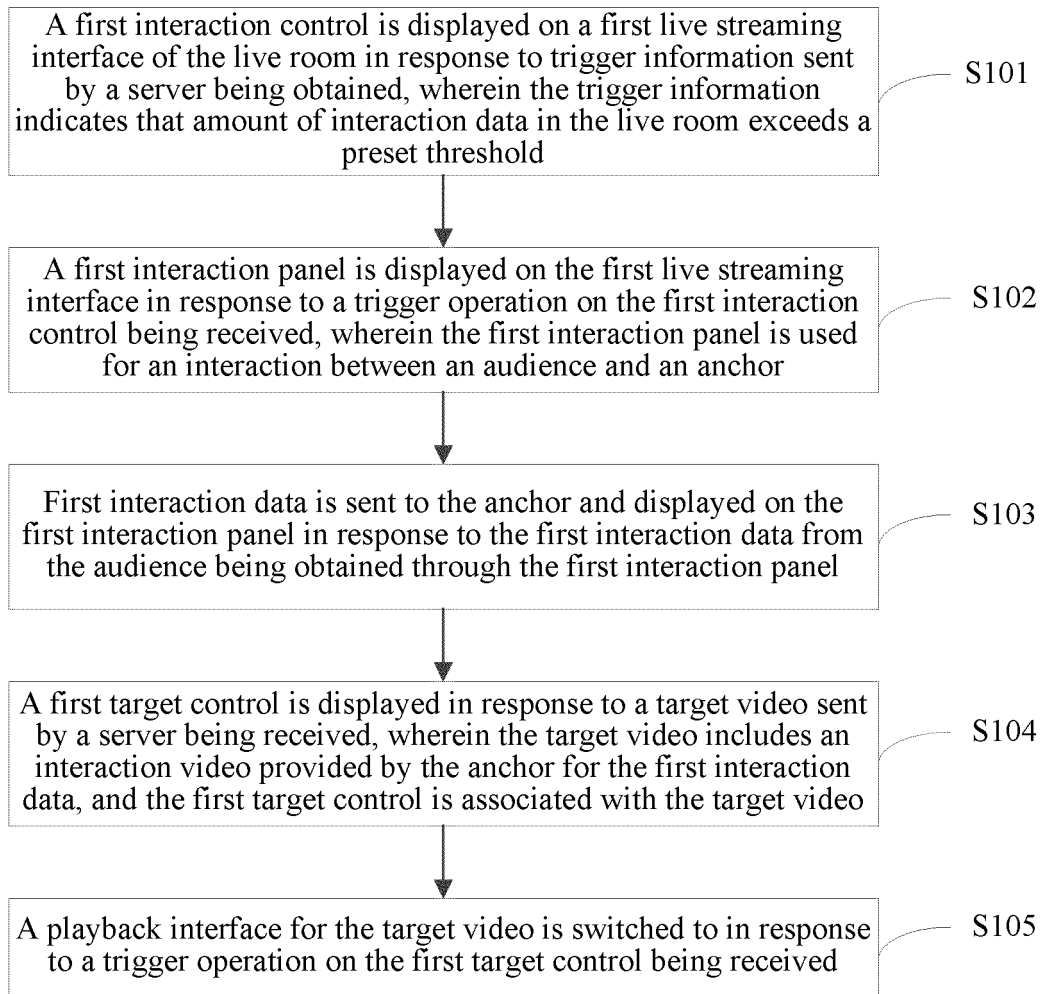 A first interaction control is displayed on a first live streaming
interface of the live room in response to trigger information sent
by a server being obtained, wherein the trigger information
indicates that amount of interaction data in the live room exceeds a
preset threshold
S101
A first interaction panel is displayed on the first live streaming
interface in response to a trigger operation on the first interaction
control being received, wherein the first interaction panel is used
for an interaction between an audience and an anchor
S102
First interaction data is sent to the anchor and displayed on the
first interaction panel in response to the first interaction data from
the audience being obtained through the first interaction panel
S103
A first target control is displayed in response to a target video sent
by a server being received, wherein the target video includes an
interaction video provided by the anchor for the first interaction
data, and the first target control is associated with the target video
S104
A playback interface for the target video is switched to in response
to a trigger operation on the first target control being received
S105